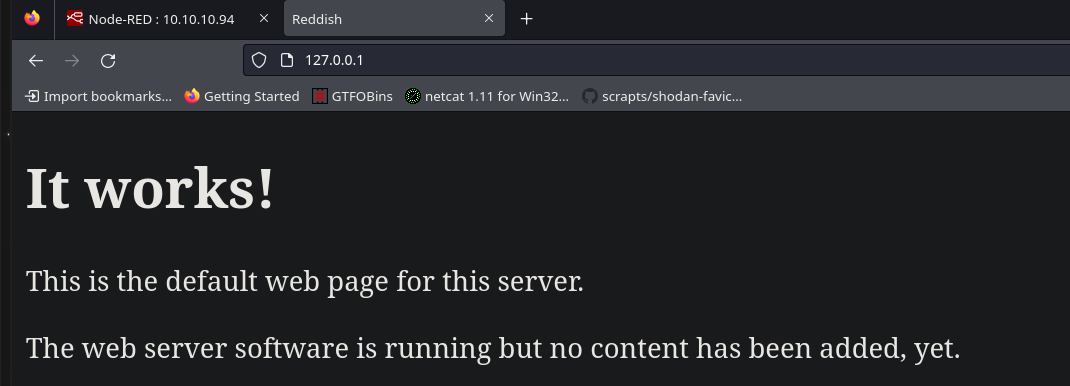 Node-RED : 10.10.10.94
Reddish
127.0.0.1
Import bookmarks... Getting Started GTFOBins netcat 1.11 for Win32... scrapts/shodan-favic...
It works!
This is the default web page for this server.
The web server software is running but no content has been added, yet.